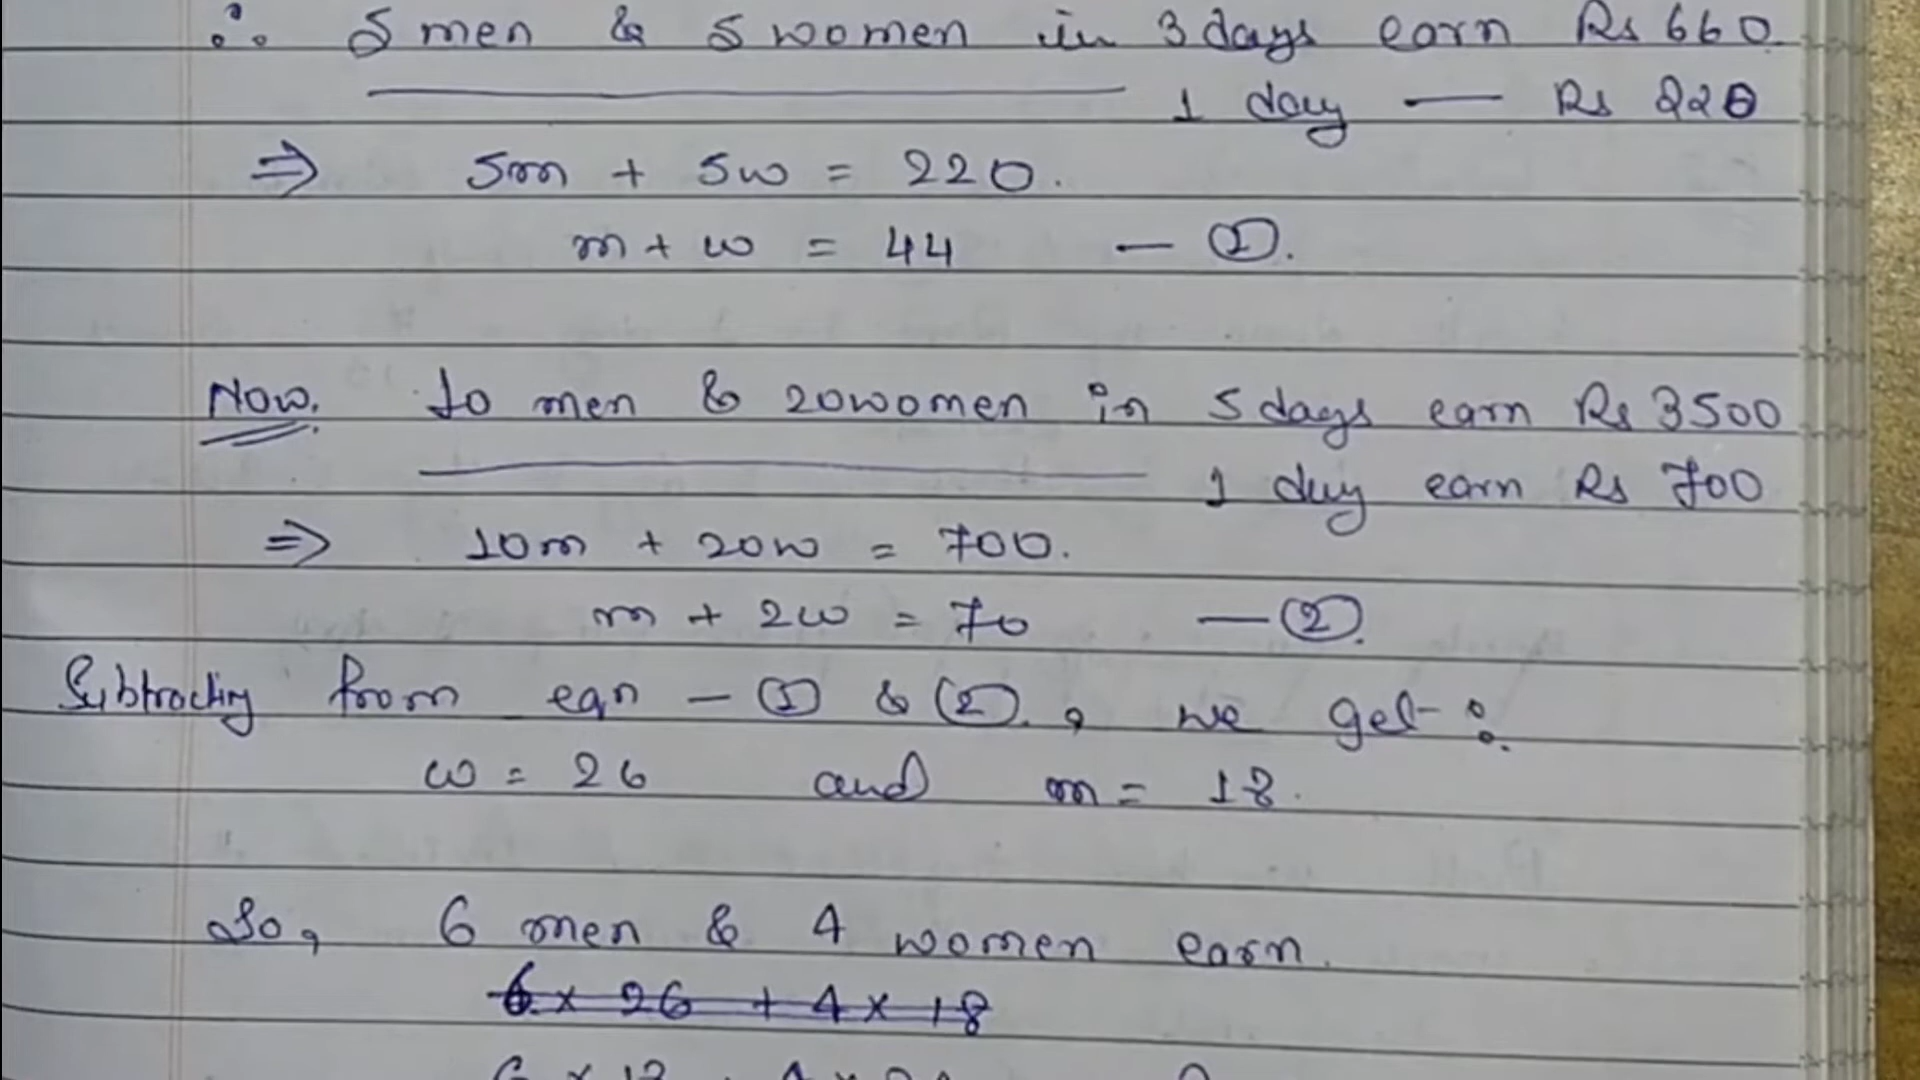 ∴ 5 men & 5 women in 3 days earn Rs 660
1 day — Rs 220
⇒ 5m + 5w = 220.
m + w = 44 — ①.
Now, 10 men & 20 women in 5 days earn Rs 3500
1 day earn Rs 700
⇒ 10m + 20w = 700.
m + 2w = 70 — ②.
Subtracting from eqn — ① & ②, we get :
w = 26 and m = 18.
So, 6 men & 4 women earn.
6 x 26 + 4 x 18